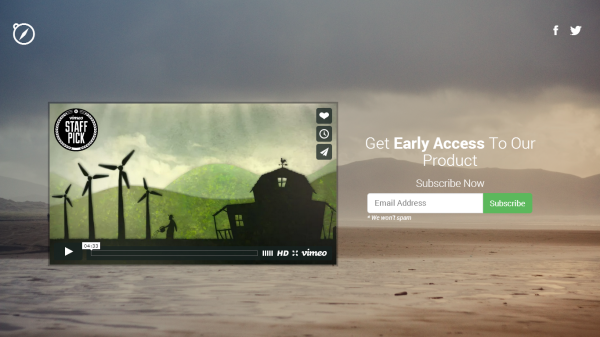 vimeo
STAFF
PICK
Get Early Access To Our
Product
Subscribe Now
Email Address
Subscribe
* We won't spam
04:33
HD vimeo